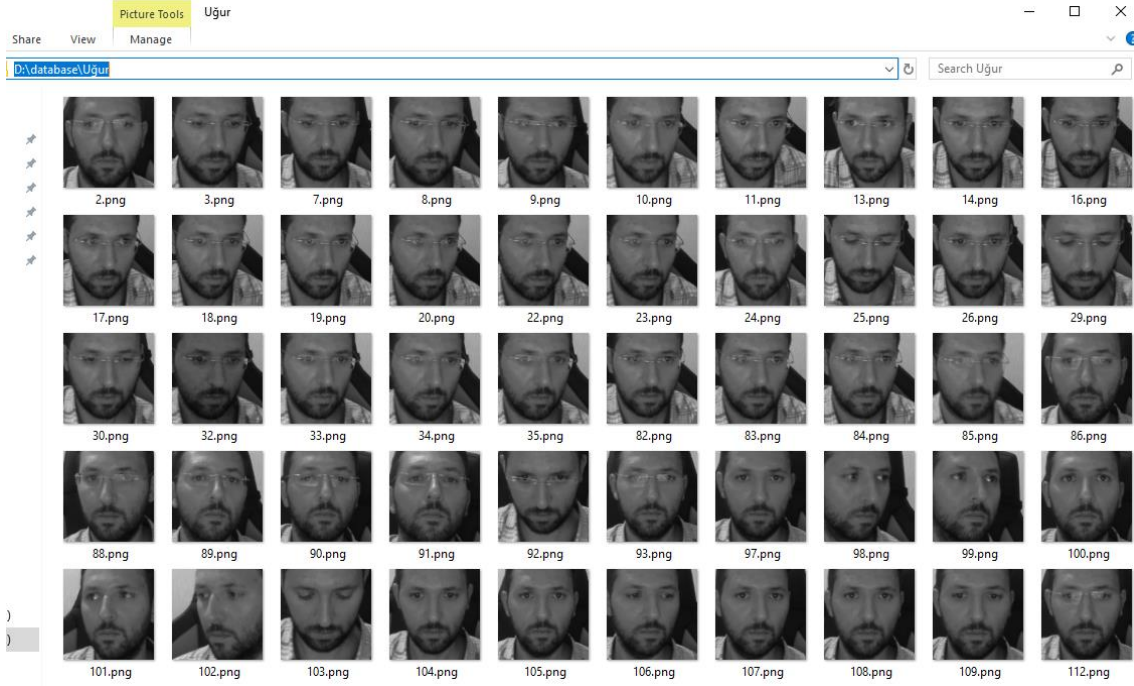 Picture Tools Uğur
Share View Manage
D:\database\Uğur Search Uğur
2.png 3.png 7.png 8.png 9.png 10.png 11.png 13.png 14.png 16.png
17.png 18.png 19.png 20.png 22.png 23.png 24.png 25.png 26.png 29.png
30.png 32.png 33.png 34.png 35.png 82.png 83.png 84.png 85.png 86.png
88.png 89.png 90.png 91.png 92.png 93.png 97.png 98.png 99.png 100.png
)
)
101.png 102.png 103.png 104.png 105.png 106.png 107.png 108.png 109.png 112.png